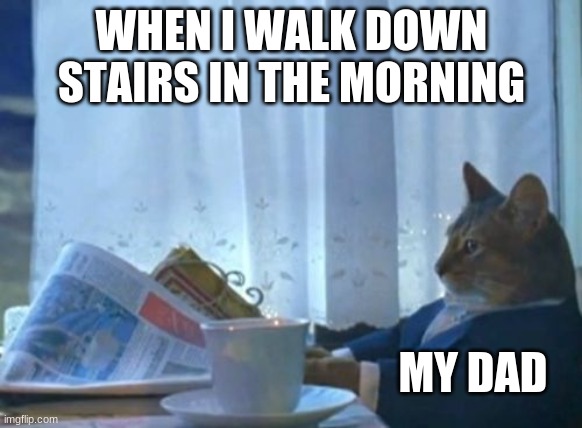 WHEN I WALK DOWN
STAIRS IN THE MORNING
MY DAD
imgflip.com